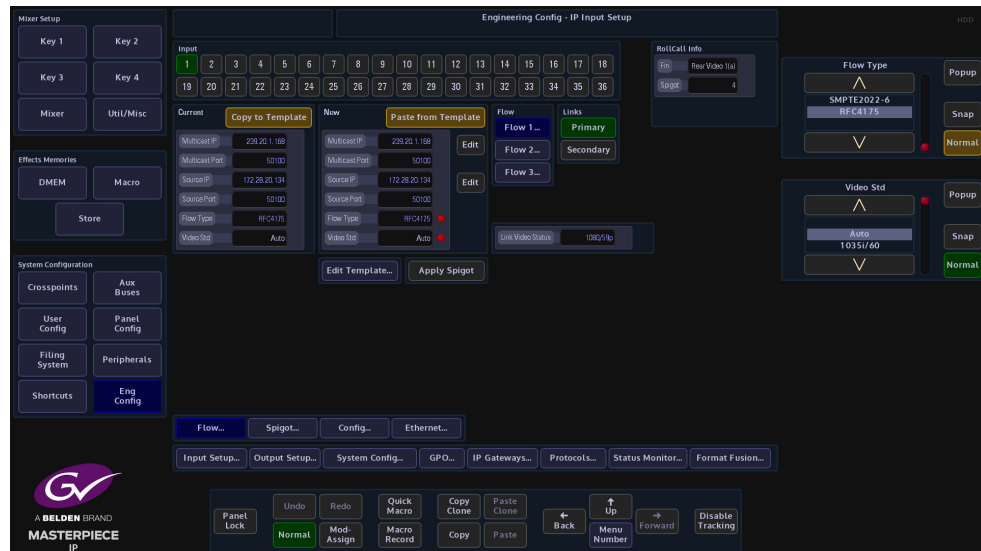 Mixer Setup
Key 1
Key 2
Key 3
Key 4
Mixer
Util/Misc
Effects Memories
DMEM
Macro
Store
System Configuration
Crosspoints
Aux
Buses
User
Config
Panel
Config
Filing
System
Peripherals
Shortcuts
Eng
Config
GV
A BELDEN BRAND
MASTERPIECE
IP
Engineering Config - IP Input Setup
HDD
Input
1 2 3 4 5 6 7 8 9 10 11 12 13 14 15 16 17 18
19 20 21 22 23 24 25 26 27 28 29 30 31 32 33 34 35 36
RollCall Info
Fin Rear Video 1(a)
Spigot 4
Current
Copy to Template
Multicast IP 239.20.1.168
Multicast Port 50100
Source IP 172.28.20.134
Source Port 50100
Flow Type RFC4175
Video Std Auto
New
Paste from Template
Multicast IP 239.20.1.168
Edit
Multicast Port 50100
Source IP 172.28.20.134
Edit
Source Port 50100
Flow Type RFC4175
Video Std Auto
Flow
Flow 1...
Flow 2...
Flow 3...
Links
Primary
Secondary
Link Video Status 1080/59p
Edit Template...
Apply Spigot
Flow Type
SMPTE2022-6
RFC4175
Popup
Snap
Normal
Video Std
Auto
1035i/60
Popup
Snap
Normal
Flow...
Spigot...
Config...
Ethernet...
Input Setup...
Output Setup...
System Config...
GPO...
IP Gateways...
Protocols...
Status Monitor...
Format Fusion...
Panel
Lock
Undo
Redo
Normal
Mod-
Assign
Quick
Macro
Macro
Record
Copy
Clone
Paste
Clone
Copy
Paste
Back
Up
Menu
Number
Forward
Disable
Tracking